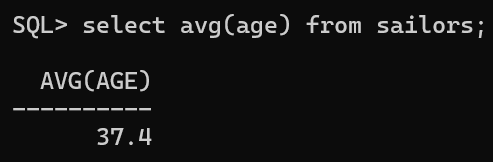 SQL> select avg(age) from sailors;
AVG(AGE)
----------
37.4